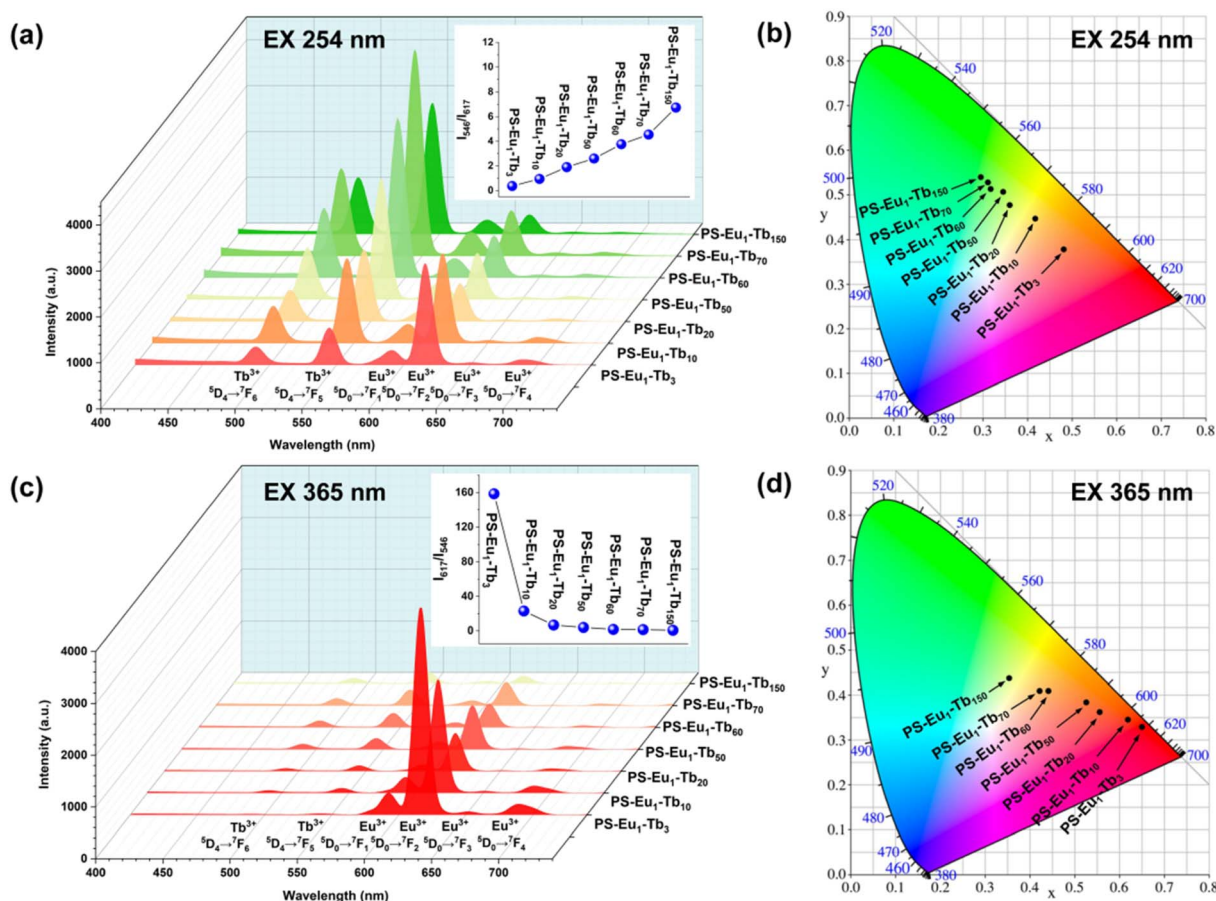 (a)
EX 254 nm
Intensity (a.u.)
4500
4000
3000
2000
1000
0
400
450
500
550
600
650
700
Wavelength (nm)
Tb³⁺
⁵D₄→⁷F₆
Tb³⁺
⁵D₄→⁷F₅
Eu³⁺
⁵D₀→⁷F₁
Eu³⁺
⁵D₀→⁷F₂
Eu³⁺
⁵D₀→⁷F₃
Eu³⁺
⁵D₀→⁷F₄
PS-Eu₁-Tb₁₅₀
PS-Eu₁-Tb₇₀
PS-Eu₁-Tb₆₀
PS-Eu₁-Tb₅₀
PS-Eu₁-Tb₂₀
PS-Eu₁-Tb₁₀
PS-Eu₁-Tb₃
I₅₄₆/I₆₁₇
12
10
8
6
4
2
0
PS-Eu₁-Tb₃
PS-Eu₁-Tb₁₀
PS-Eu₁-Tb₂₀
PS-Eu₁-Tb₅₀
PS-Eu₁-Tb₆₀
PS-Eu₁-Tb₇₀
PS-Eu₁-Tb₁₅₀
(b)
EX 254 nm
0.9
0.8
0.7
0.6
0.5
y
0.4
0.3
0.2
0.1
0.0
0.0
0.1
0.2
0.3
0.4
x
0.5
0.6
0.7
0.8
520
540
560
580
600
620
700
500
490
480
470
460
380
PS-Eu₁-Tb₁₅₀
PS-Eu₁-Tb₇₀
PS-Eu₁-Tb₆₀
PS-Eu₁-Tb₅₀
PS-Eu₁-Tb₂₀
PS-Eu₁-Tb₁₀
PS-Eu₁-Tb₃
(c)
EX 365 nm
Intensity (a.u.)
4000
3000
2000
1000
0
400
450
500
550
600
650
700
Wavelength (nm)
Tb³⁺
⁵D₄→⁷F₆
Tb³⁺
⁵D₄→⁷F₅
Eu³⁺
⁵D₀→⁷F₁
Eu³⁺
⁵D₀→⁷F₂
Eu³⁺
⁵D₀→⁷F₃
Eu³⁺
⁵D₀→⁷F₄
PS-Eu₁-Tb₁₅₀
PS-Eu₁-Tb₇₀
PS-Eu₁-Tb₆₀
PS-Eu₁-Tb₅₀
PS-Eu₁-Tb₂₀
PS-Eu₁-Tb₁₀
PS-Eu₁-Tb₃
I₆₁₇/I₅₄₆
160
120
80
40
0
PS-Eu₁-Tb₃
PS-Eu₁-Tb₁₀
PS-Eu₁-Tb₂₀
PS-Eu₁-Tb₅₀
PS-Eu₁-Tb₆₀
PS-Eu₁-Tb₇₀
PS-Eu₁-Tb₁₅₀
(d)
EX 365 nm
0.9
0.8
0.7
0.6
0.5
y
0.4
0.3
0.2
0.1
0.0
0.0
0.1
0.2
0.3
0.4
x
0.5
0.6
0.7
0.8
520
540
560
580
600
620
700
500
490
480
470
460
380
PS-Eu₁-Tb₁₅₀
PS-Eu₁-Tb₇₀
PS-Eu₁-Tb₆₀
PS-Eu₁-Tb₅₀
PS-Eu₁-Tb₂₀
PS-Eu₁-Tb₁₀
PS-Eu₁-Tb₃